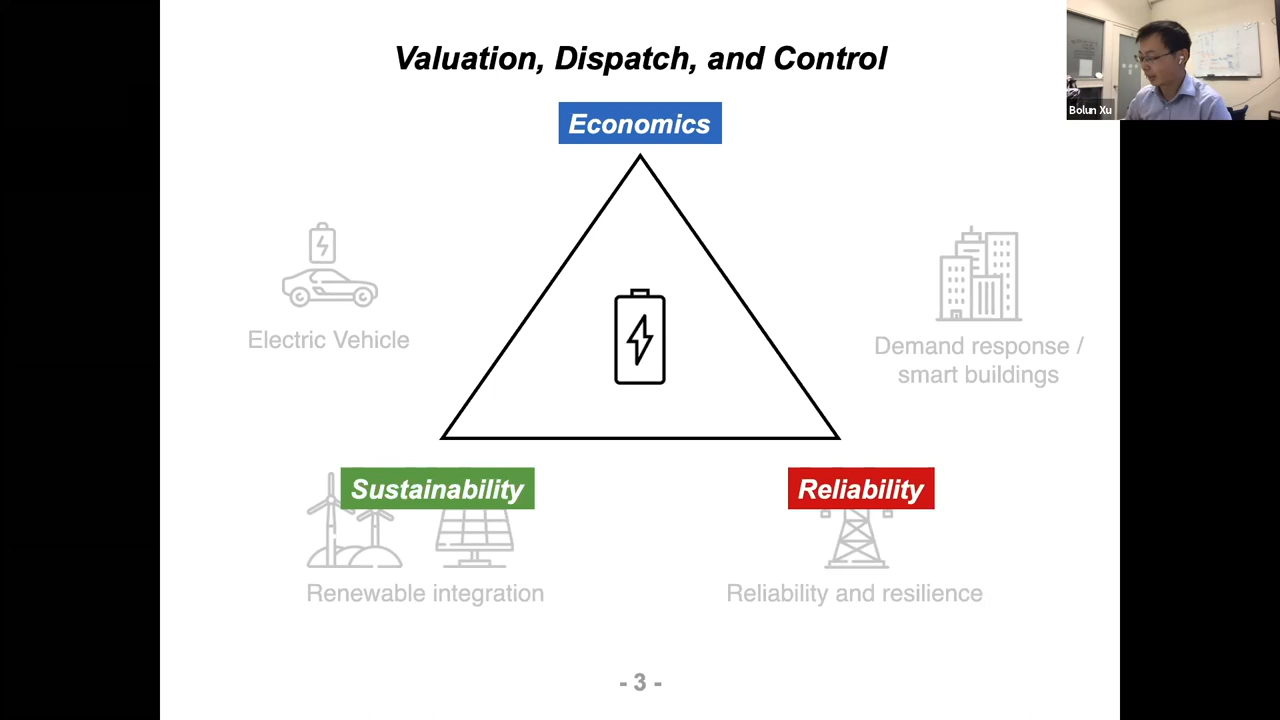 Valuation, Dispatch, and Control
Bolun Xu
Economics
Electric Vehicle
Demand response /
smart buildings
Sustainability
Reliability
Renewable integration
Reliability and resilience
- 3 -